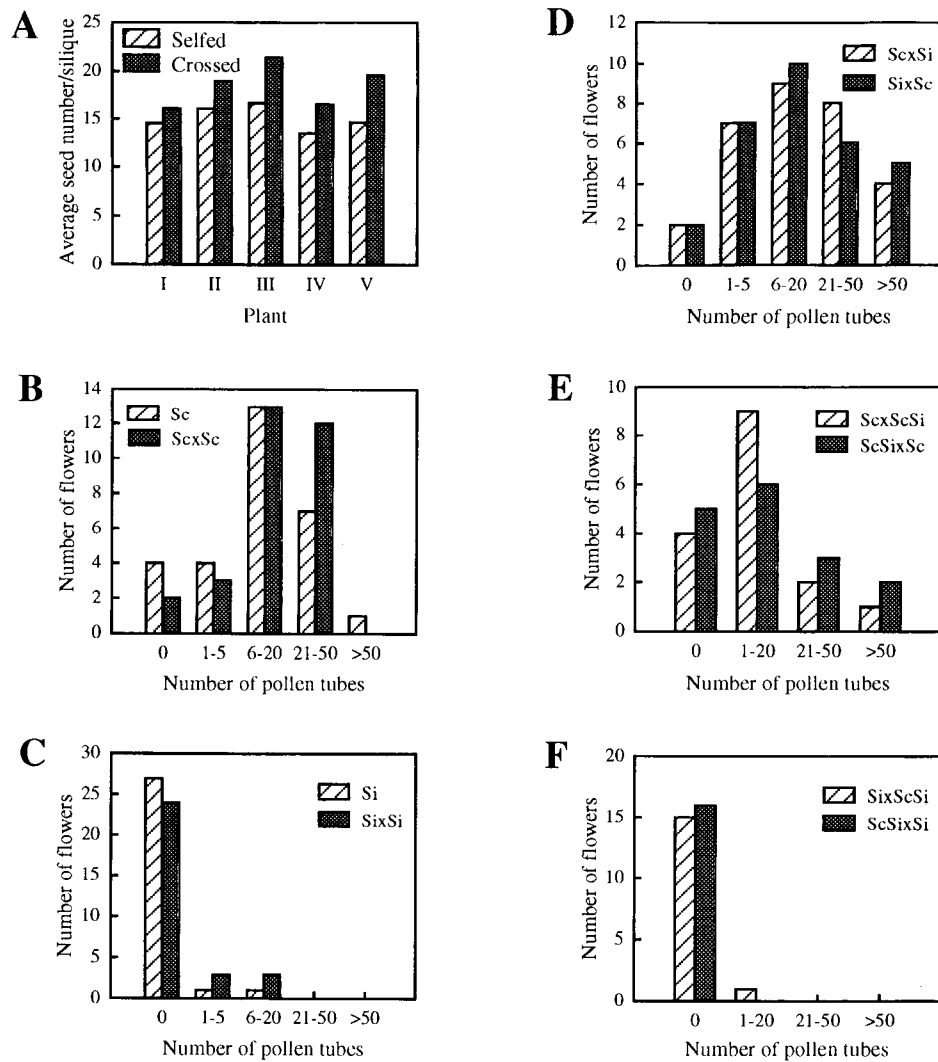 A
Average seed number/silique
25
20
15
10
5
0
Selfed
Crossed
I II III IV V
Plant
B
Number of flowers
14
12
10
8
6
4
2
0
Sc
ScxSc
0 1-5 6-20 21-50 >50
Number of pollen tubes
C
Number of flowers
30
25
20
15
10
5
0
Si
SixSi
0 1-5 6-20 21-50 >50
Number of pollen tubes
D
Number of flowers
12
10
8
6
4
2
0
ScxSi
SixSc
0 1-5 6-20 21-50 >50
Number of pollen tubes
E
Number of flowers
10
8
6
4
2
0
ScxScSi
ScSixSc
0 1-20 21-50 >50
Number of pollen tubes
F
Number of flowers
20
15
10
5
0
SixScSi
ScSixSi
0 1-20 21-50 >50
Number of pollen tubes